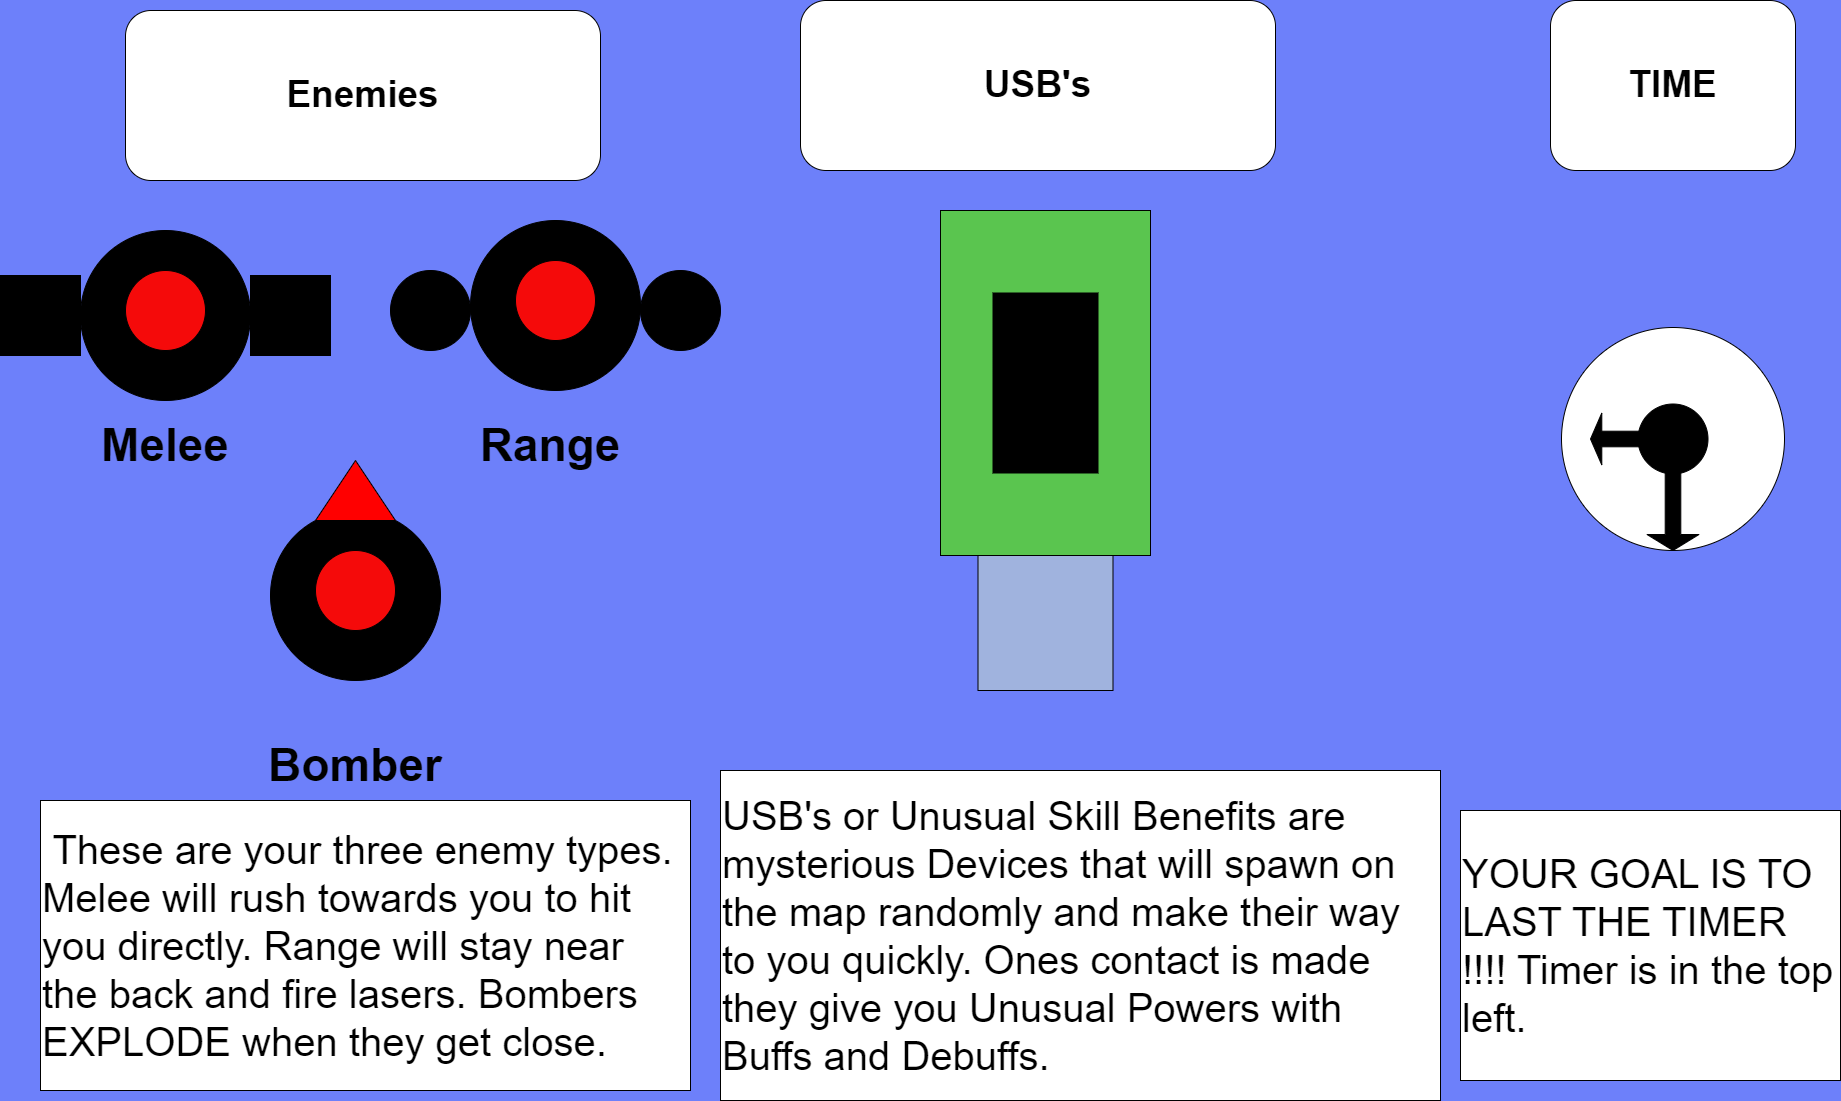 Enemies
USB's
TIME
Melee
Range
Bomber
These are your three enemy types.
Melee will rush towards you to hit
you directly. Range will stay near
the back and fire lasers. Bombers
EXPLODE when they get close.
USB's or Unusual Skill Benefits are
mysterious Devices that will spawn on
the map randomly and make their way
to you quickly. Ones contact is made
they give you Unusual Powers with
Buffs and Debuffs.
YOUR GOAL IS TO
LAST THE TIMER
!!!! Timer is in the top
left.